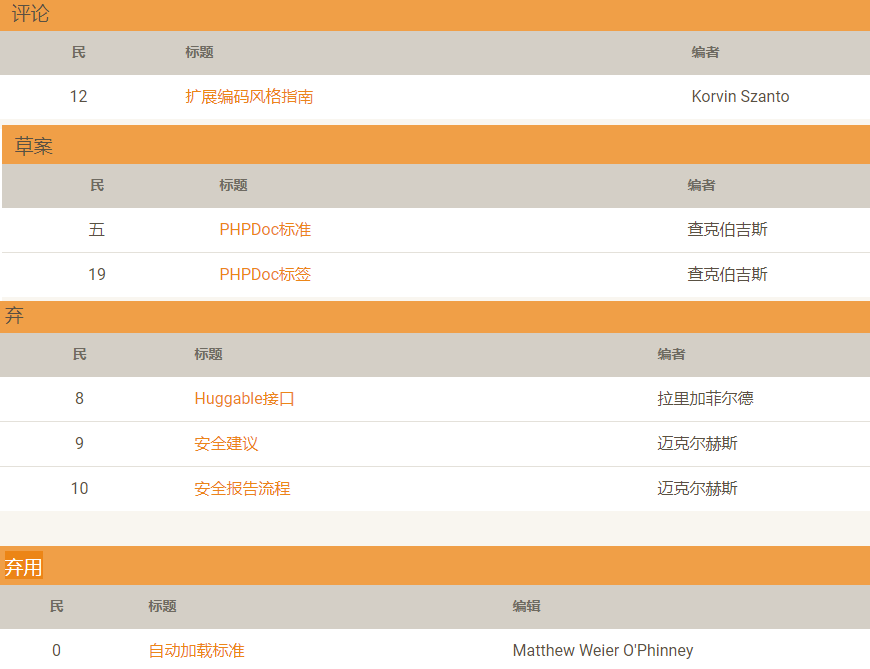 评论
民 标题 编者
12 扩展编码风格指南 Korvin Szanto
草案
民 标题 编者
五 PHPDoc标准 查克伯吉斯
19 PHPDoc标签 查克伯吉斯
弃
民 标题 编者
8 Huggable接口 拉里加菲尔德
9 安全建议 迈克尔赫斯
10 安全报告流程 迈克尔赫斯
弃用
民 标题 编辑
0 自动加载标准 Matthew Weier O'Phinney